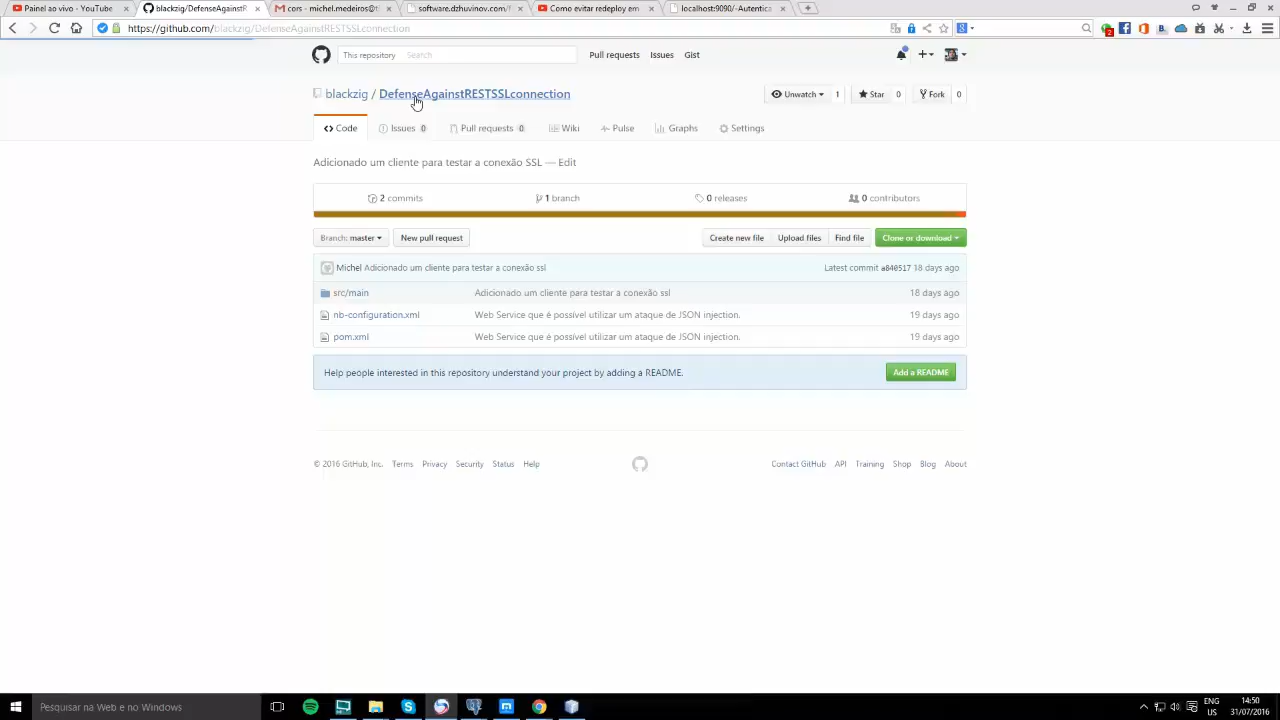 Painel ao vivo - YouTube
blackzig/DefenseAgainstR
cors - michel.medeiros@tl
software.dzhuvinov.com/f
Como evitar redeploy em
localhost:9090/-Autentica
https://github.com/blackzig/DefenseAgainstRESTSSLconnection
This repository
Search
Pull requests
Issues
Gist
blackzig / DefenseAgainstRESTSSLconnection
Unwatch 1
Star 0
Fork 0
Code
Issues 0
Pull requests 0
Wiki
Pulse
Graphs
Settings
Adicionado um cliente para testar a conexão SSL — Edit
2 commits
1 branch
0 releases
0 contributors
Branch: master
New pull request
Create new file
Upload files
Find file
Clone or download
Michel Adicionado um cliente para testar a conexão ssl
Latest commit a840517 18 days ago
src/main
Adicionado um cliente para testar a conexão ssl
18 days ago
nb-configuration.xml
Web Service que é possível utilizar um ataque de JSON injection.
19 days ago
pom.xml
Web Service que é possível utilizar um ataque de JSON injection.
19 days ago
Help people interested in this repository understand your project by adding a README.
Add a README
© 2016 GitHub, Inc.
Terms
Privacy
Security
Status
Help
Contact GitHub
API
Training
Shop
Blog
About
Pesquisar na Web e no Windows
ENG
US
14:50
31/07/2016